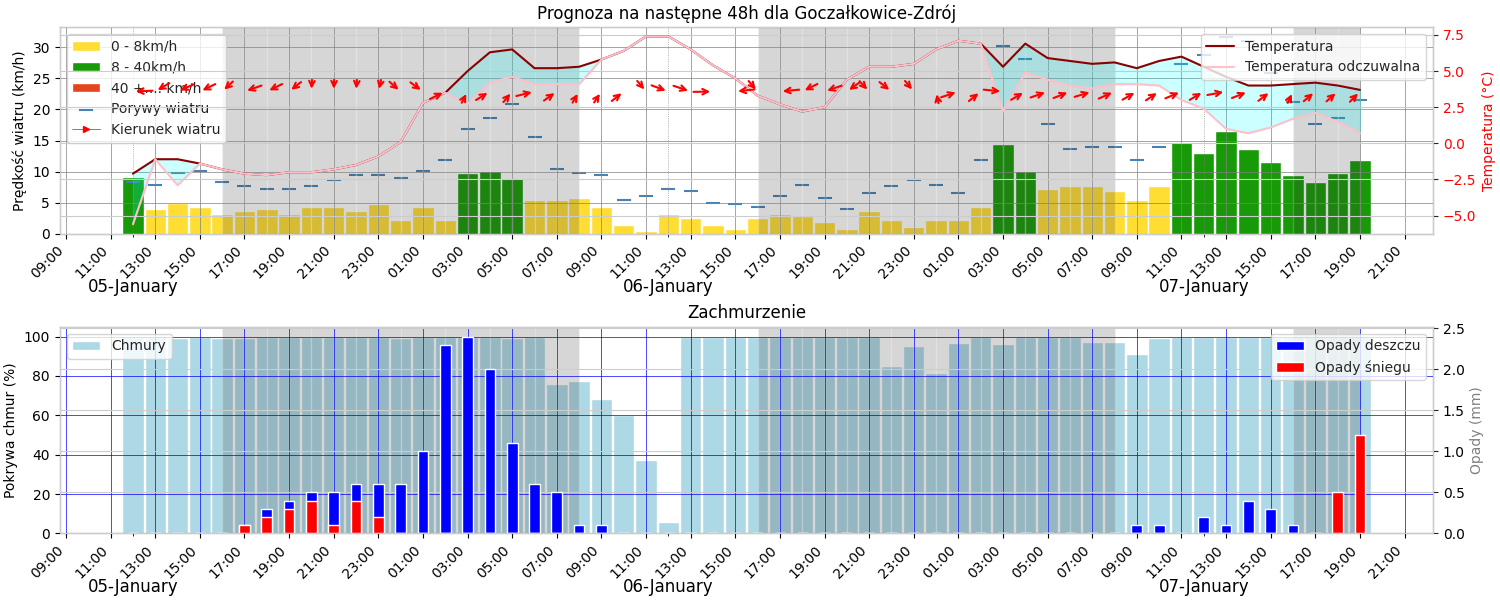 Prognoza na następne 48h dla Goczałkowice-Zdrój
Prędkość wiatru (km/h)
30
25
20
15
10
5
0
0 - 8km/h
8 - 40km/h
40 +
km/h
Porywy wiatru
Kierunek wiatru
Temperatura
Temperatura odczuwalna
7.5
5.0
2.5
0.0
−2.5
−5.0
Temperatura (°C)
09:00 11:00 13:00 15:00 17:00 19:00 21:00 23:00 01:00 03:00 05:00 07:00 09:00 11:00 13:00 15:00 17:00 19:00 21:00 23:00 01:00 03:00 05:00 07:00 09:00 11:00 13:00 15:00 17:00 19:00 21:00
05-January 06-January 07-January
Zachmurzenie
Pokrywa chmur (%)
100
80
60
40
20
0
Chmury
Opady deszczu
Opady śniegu
2.5
2.0
1.5
1.0
0.5
0.0
Opady (mm)
09:00 11:00 13:00 15:00 17:00 19:00 21:00 23:00 01:00 03:00 05:00 07:00 09:00 11:00 13:00 15:00 17:00 19:00 21:00 23:00 01:00 03:00 05:00 07:00 09:00 11:00 13:00 15:00 17:00 19:00 21:00
05-January 06-January 07-January